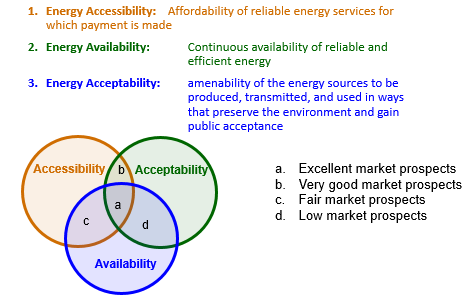 1. Energy Accessibility: Affordability of reliable energy services for
which payment is made
2. Energy Availability: Continuous availability of reliable and
efficient energy
3. Energy Acceptability: amenability of the energy sources to be
produced, transmitted, and used in ways
that preserve the environment and gain
public acceptance
Accessibility b Acceptability
a
c d
Availability
a. Excellent market prospects
b. Very good market prospects
c. Fair market prospects
d. Low market prospects